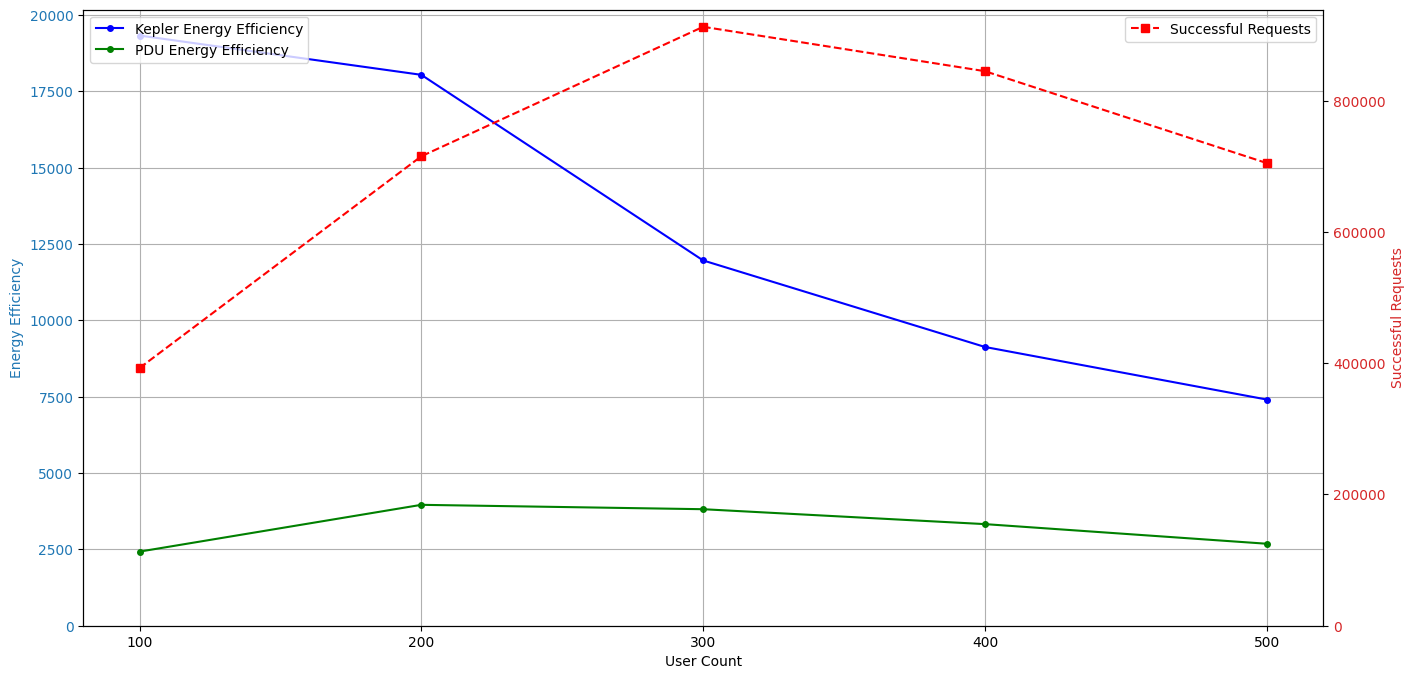 Kepler Energy Efficiency
PDU Energy Efficiency
Successful Requests
20000
17500
15000
12500
10000
7500
5000
2500
0
Energy Efficiency
800000
600000
400000
200000
0
Successful Requests
100 200 300 400 500
User Count